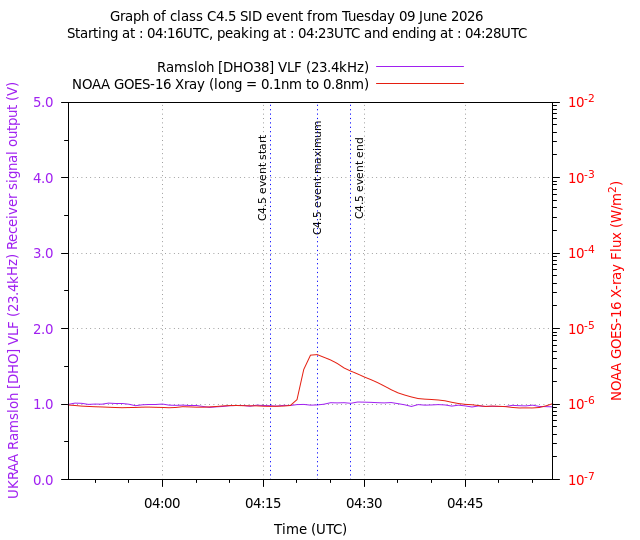 Graph of class C4.5 SID event from Tuesday 09 June 2026
Starting at : 04:16UTC, peaking at : 04:23UTC and ending at : 04:28UTC
Ramsloh [DHO38] VLF (23.4kHz)
NOAA GOES-16 Xray (long = 0.1nm to 0.8nm)
UKRAA Ramsloh [DHO] VLF (23.4kHz) Receiver signal output (V)
5.0
4.0
3.0
2.0
1.0
0.0
C4.5 event start
C4.5 event maximum
C4.5 event end
10^-2
10^-3
10^-4
10^-5
10^-6
10^-7
NOAA GOES-16 X-ray Flux (W/m²)
04:00 04:15 04:30 04:45
Time (UTC)